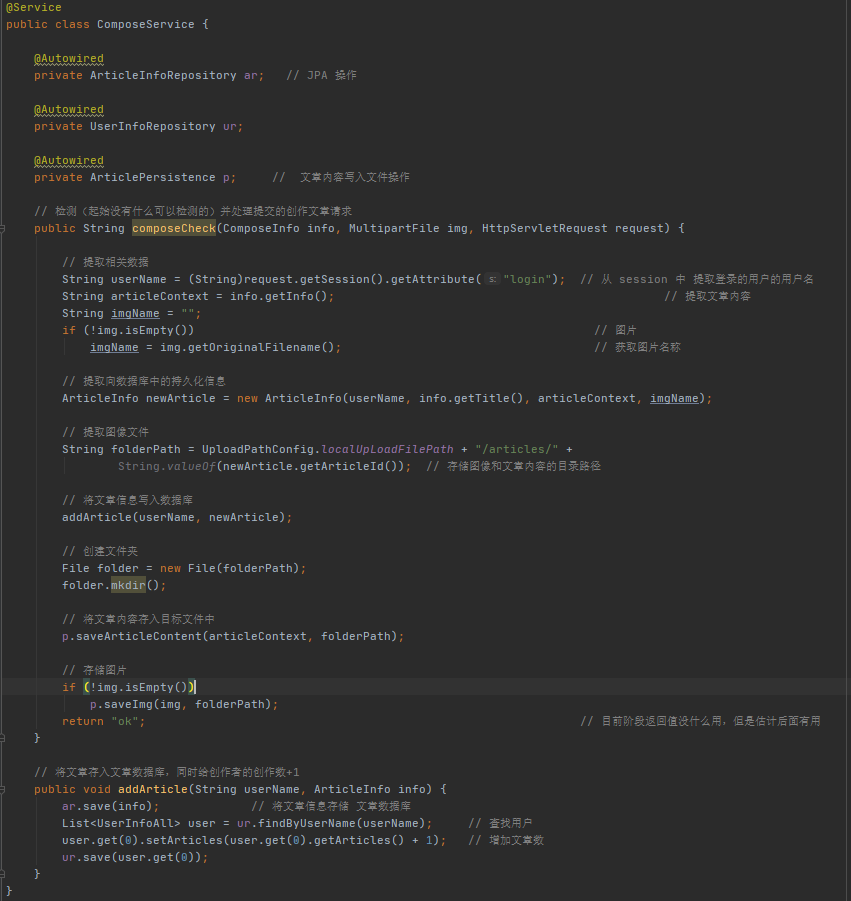 @Service
public class ComposeService {
@Autowired
private ArticleInfoRepository ar;   // JPA 操作
@Autowired
private UserInfoRepository ur;
@Autowired
private ArticlePersistence p;     //  文章内容写入文件操作
// 检测（起始没有什么可以检测的）并处理提交的创作文章请求
public String composeCheck(ComposeInfo info, MultipartFile img, HttpServletRequest request) {
// 提取相关数据
String userName = (String)request.getSession().getAttribute( s: "login");  // 从 session 中 提取登录的用户的用户名
String articleContext = info.getInfo();   // 提取文章内容
String imgName = "";
if (!img.isEmpty())   // 图片
imgName = img.getOriginalFilename();   // 获取图片名称
// 提取向数据库中的持久化信息
ArticleInfo newArticle = new ArticleInfo(userName, info.getTitle(), articleContext, imgName);
// 提取图像文件
String folderPath = UploadPathConfig.localUpLoadFilePath + "/articles/" +
String.valueOf(newArticle.getArticleId());  // 存储图像和文章内容的目录路径
// 将文章信息写入数据库
addArticle(userName, newArticle);
// 创建文件夹
File folder = new File(folderPath);
folder.mkdir();
// 将文章内容存入目标文件中
p.saveArticleContent(articleContext, folderPath);
// 存储图片
if (!img.isEmpty())
p.saveImg(img, folderPath);
return "ok";   // 目前阶段返回值没什么用，但是估计后面有用
}
// 将文章存入文章数据库，同时给创作者的创作数+1
public void addArticle(String userName, ArticleInfo info) {
ar.save(info);   // 将文章信息存储 文章数据库
List<UserInfoAll> user = ur.findByUserName(userName);   // 查找用户
user.get(0).setArticles(user.get(0).getArticles() + 1);   // 增加文章数
ur.save(user.get(0));
}
}